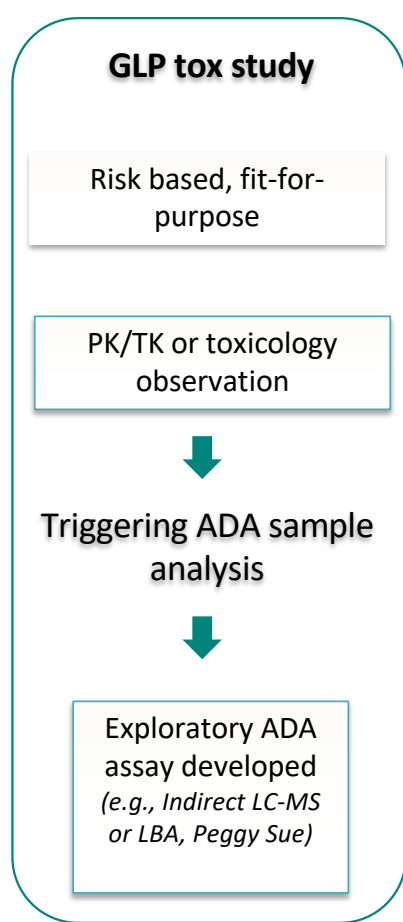 GLP tox study
Risk based, fit-for-
purpose
PK/TK or toxicology
observation
Triggering ADA sample
analysis
Exploratory ADA
assay developed
(e.g., Indirect LC-MS
or LBA, Peggy Sue)